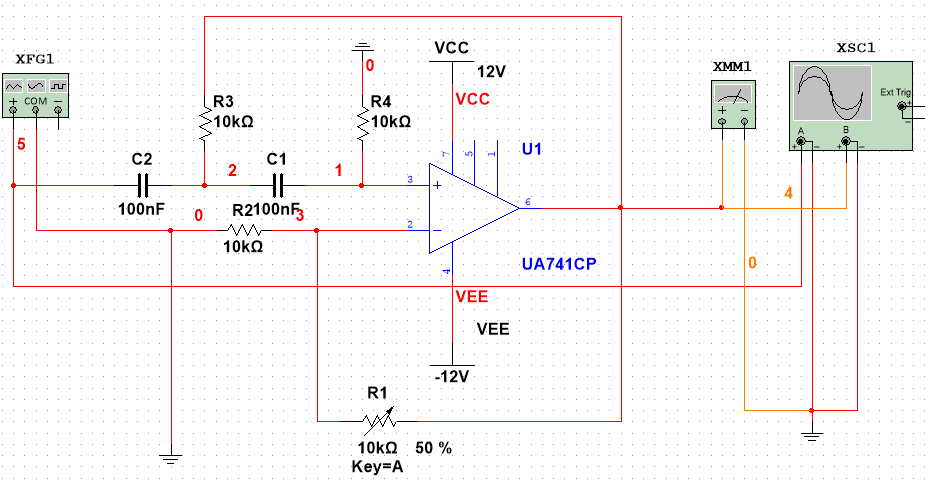 XFG1
+ COM −
5
C2
100nF
R3
10kΩ
2
C1
100nF
0
R4
10kΩ
1
VCC
12V
VCC
7
5
1
U1
3
+
2
−
6
4
UA741CP
0
R2
10kΩ
3
VEE
VEE
-12V
R1
10kΩ 50 %
Key=A
XMM1
+ −
4
0
XSC1
Ext Trig
+
−
A
B
+ −
+ −